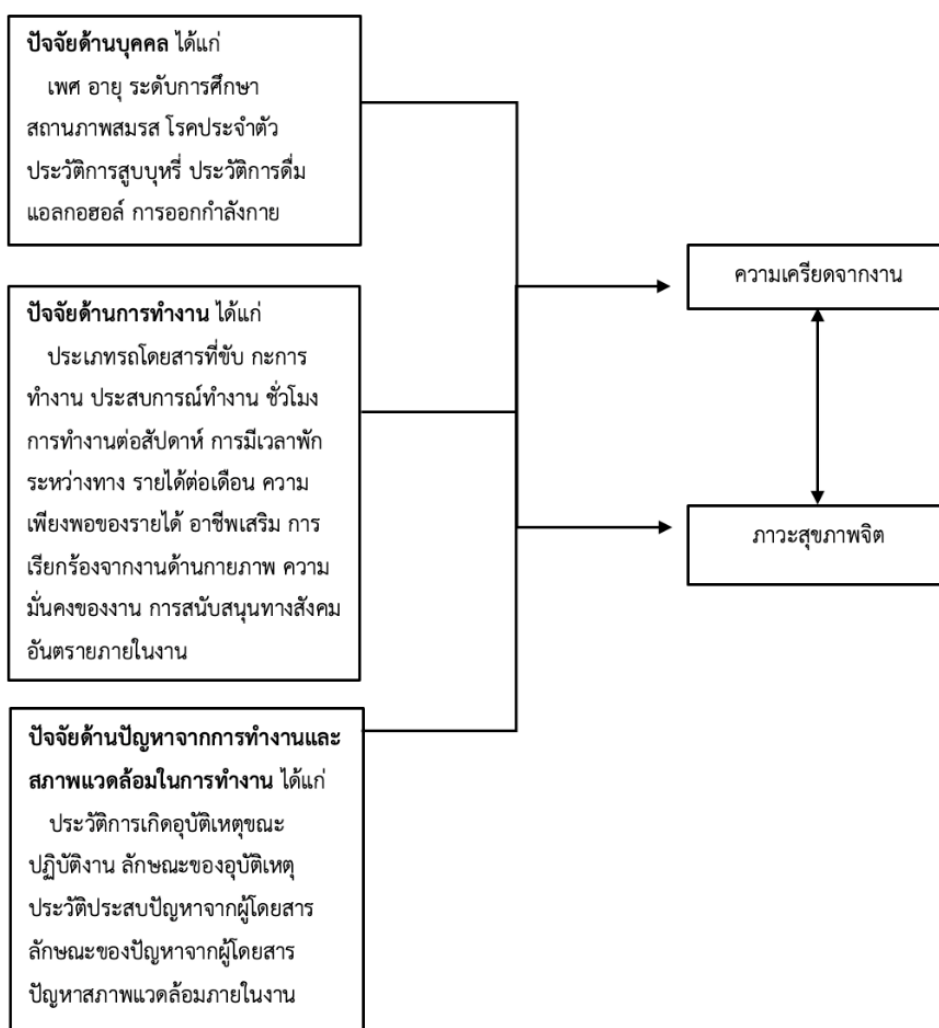 ปัจจัยด้านบุคคล ได้แก่
เพศ อายุ ระดับการศึกษา
สถานภาพสมรส โรคประจำตัว
ประวัติการสูบบุหรี่ ประวัติการดื่ม
แอลกอฮอล์ การออกกำลังกาย
ปัจจัยด้านการทำงาน ได้แก่
ประเภทรถโดยสารที่ขับ กะการ
ทำงาน ประสบการณ์ทำงาน ชั่วโมง
การทำงานต่อสัปดาห์ การมีเวลาพัก
ระหว่างทาง รายได้ต่อเดือน ความ
เพียงพอของรายได้ อาชีพเสริม การ
เรียกร้องจากงานด้านกายภาพ ความ
มั่นคงของงาน การสนับสนุนทางสังคม
อันตรายภายในงาน
ปัจจัยด้านปัญหาจากการทำงานและ
สภาพแวดล้อมในการทำงาน ได้แก่
ประวัติการเกิดอุบัติเหตุขณะ
ปฏิบัติงาน ลักษณะของอุบัติเหตุ
ประวัติประสบปัญหาจากผู้โดยสาร
ลักษณะของปัญหาจากผู้โดยสาร
ปัญหาสภาพแวดล้อมภายในงาน
ความเครียดจากงาน
ภาวะสุขภาพจิต